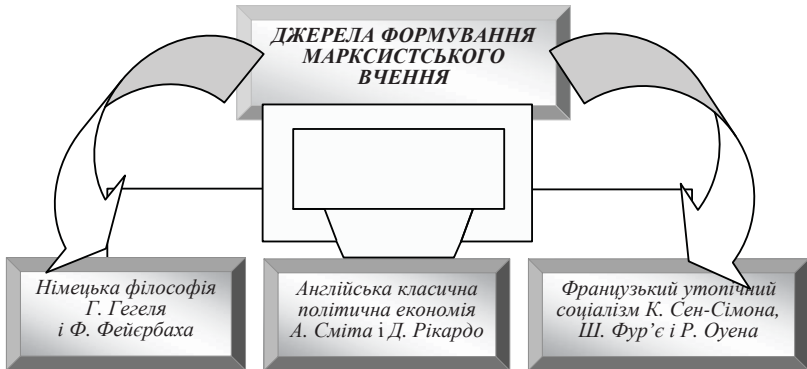 ДЖЕРЕЛА ФОРМУВАННЯ
МАРКСИСТСЬКОГО
ВЧЕННЯ
Німецька філософія
Г. Гегеля
і Ф. Фейєрбаха
Англійська класична
політична економія
А. Сміта і Д. Рікардо
Французький утопічний
соціалізм К. Сен-Сімона,
Ш. Фур’є і Р. Оуена